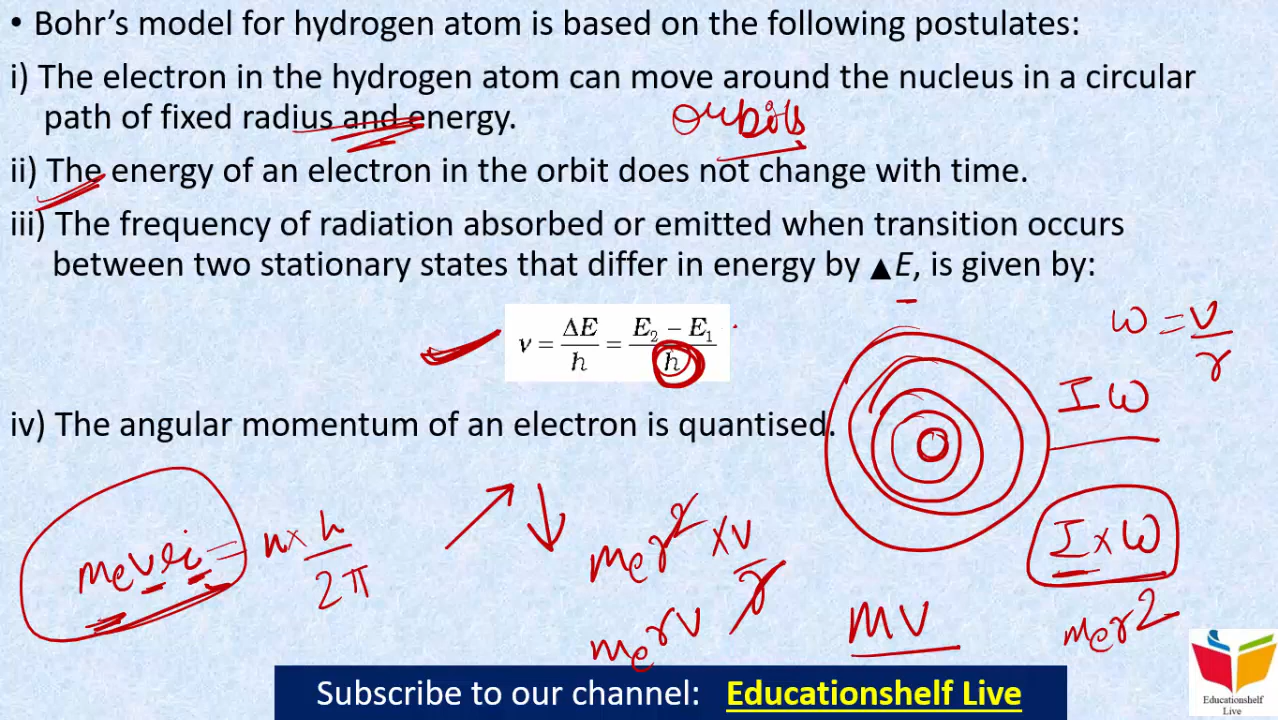 • Bohr's model for hydrogen atom is based on the following postulates:
i) The electron in the hydrogen atom can move around the nucleus in a circular
path of fixed radius and energy.
orbits
ii) The energy of an electron in the orbit does not change with time.
iii) The frequency of radiation absorbed or emitted when transition occurs
between two stationary states that differ in energy by ▲E, is given by:
ν = ΔE/h = (E₂ − E₁)/h
ω = v/r
Iω
iv) The angular momentum of an electron is quantised.
mₑvr = n × h/2π
mₑr² × v/r
I × ω
mₑrv
mv
mₑr²
Subscribe to our channel: Educationshelf Live
Educationshelf
Live